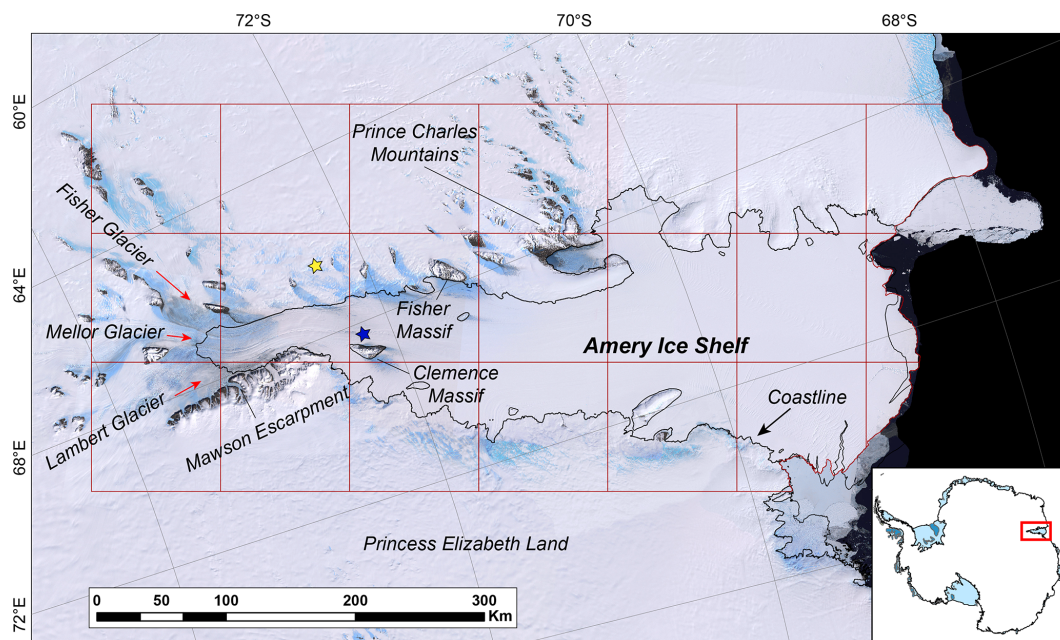 72°S
70°S
68°S
60°E
64°E
68°E
72°E
Prince Charles
Mountains
Fisher Glacier
Mellor Glacier
Lambert Glacier
Mawson Escarpment
Fisher
Massif
Clemence
Massif
Amery Ice Shelf
Coastline
Princess Elizabeth Land
0 50 100 200 300
Km